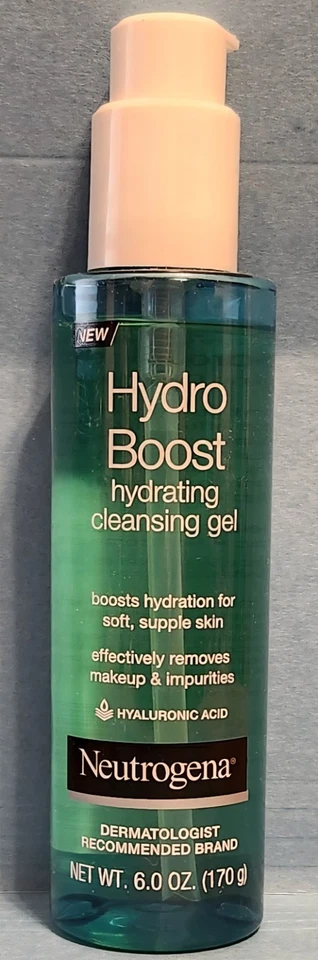 NEW
Hydro
Boost
hydrating
cleansing gel
boosts hydration for
soft, supple skin
effectively removes
makeup & impurities
HYALURONIC ACID
Neutrogena®
DERMATOLOGIST
RECOMMENDED BRAND
NET WT. 6.0 OZ. (170 g)